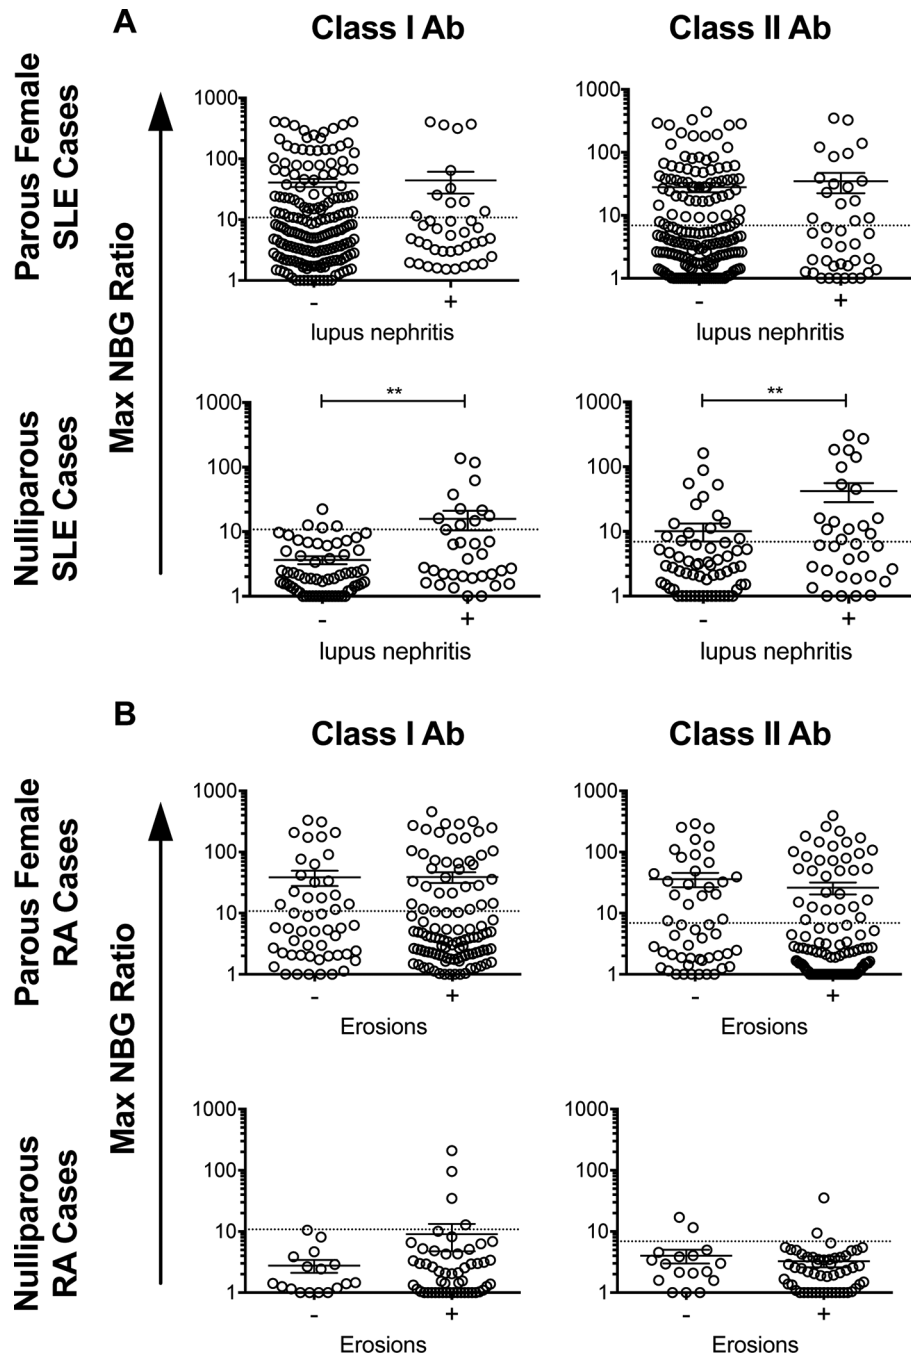 A
Class I Ab
Class II Ab
Parous Female
SLE Cases
Max NBG Ratio
1000
100
10
1
-
+
lupus nephritis
1000
100
10
1
-
+
lupus nephritis
Nulliparous
SLE Cases
1000
100
10
1
**
-
+
lupus nephritis
1000
100
10
1
**
-
+
lupus nephritis
B
Class I Ab
Class II Ab
Parous Female
RA Cases
Max NBG Ratio
1000
100
10
1
-
+
Erosions
1000
100
10
1
-
+
Erosions
Nulliparous
RA Cases
1000
100
10
1
-
+
Erosions
1000
100
10
1
-
+
Erosions